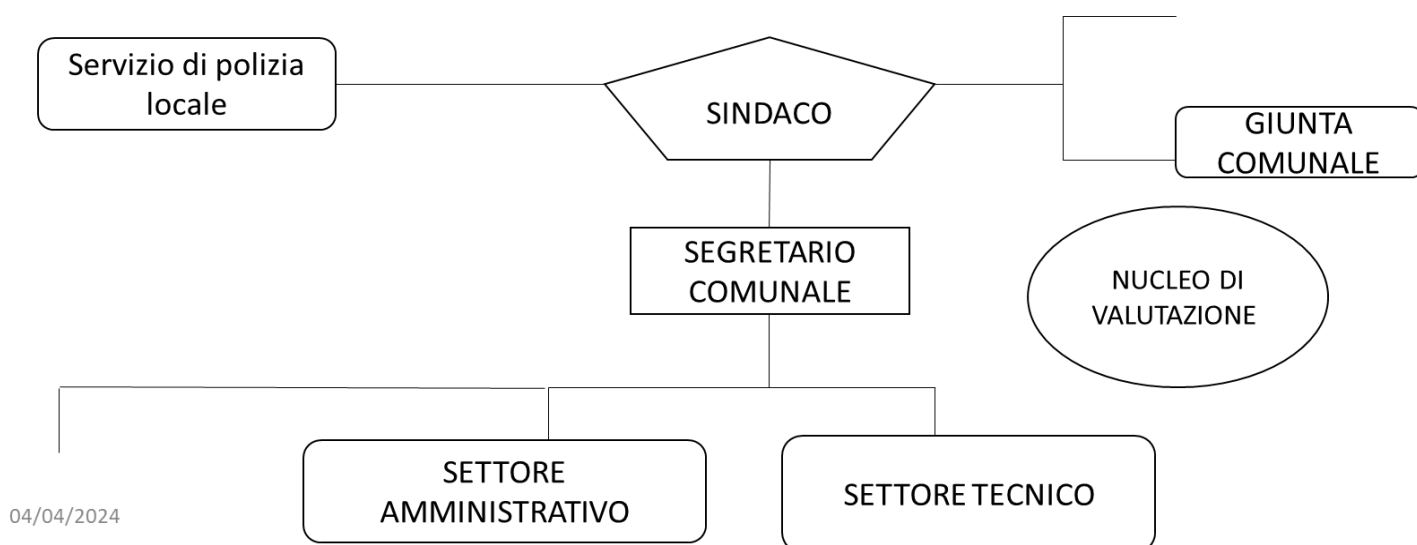 Servizio di polizia
locale
SINDACO
GIUNTA
COMUNALE
SEGRETARIO
COMUNALE
NUCLEO DI
VALUTAZIONE
SETTORE
AMMINISTRATIVO
SETTORE TECNICO
04/04/2024